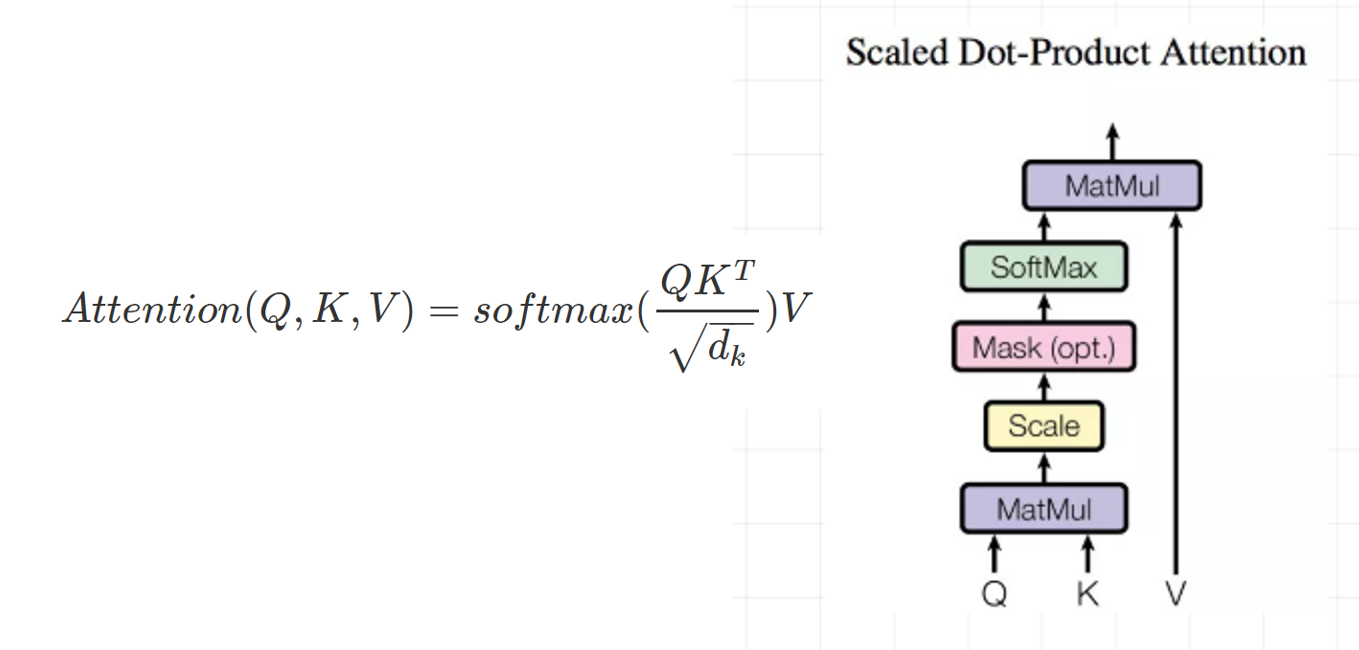 Attention(Q, K, V) = softmax(\frac{QK^T}{\sqrt{d_k}})V
Scaled Dot-Product Attention
MatMul
SoftMax
Mask (opt.)
Scale
MatMul
Q K V